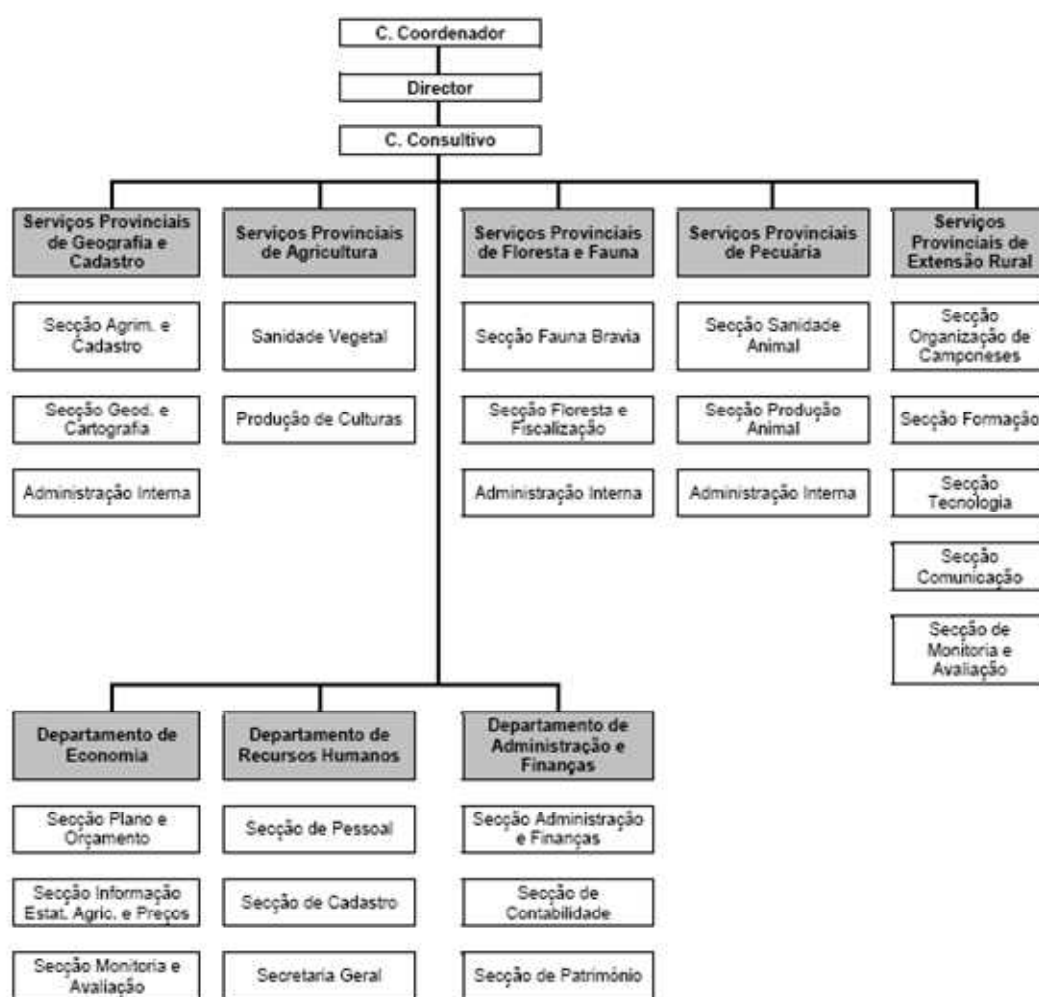 C. Coordenador
Director
C. Consultivo
Serviços Provinciais
de Geografia e
Cadastro
Serviços Provinciais
de Agricultura
Serviços Provinciais
de Floresta e Fauna
Serviços Provinciais
de Pecuária
Serviços
Provinciais de
Extensão Rural
Secção Agrim. e
Cadastro
Sanidade Vegetal
Secção Fauna Bravia
Secção Sanidade
Animal
Secção
Organização de
Camponeses
Secção Geod. e
Cartografia
Produção de Culturas
Secção Floresta e
Fiscalização
Secção Produção
Animal
Secção Formação
Administração Interna
Administração Interna
Administração Interna
Secção
Tecnologia
Secção
Comunicação
Secção de
Monitoria e
Avaliação
Departamento de
Economia
Departamento de
Recursos Humanos
Departamento de
Administração e
Finanças
Secção Plano e
Orçamento
Secção de Pessoal
Secção Administração
e Finanças
Secção Informação
Estat. Agric. e Preços
Secção de Cadastro
Secção de
Contabilidade
Secção Monitoria e
Avaliação
Secretaria Geral
Secção de Património